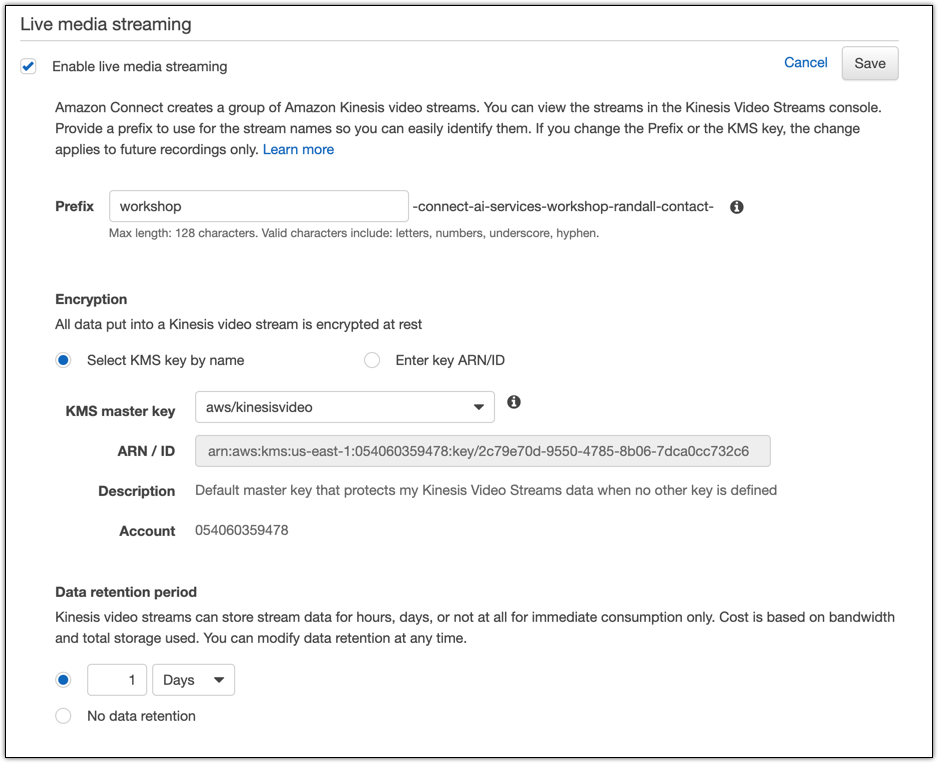 Live media streaming
Enable live media streaming
Cancel
Save
Amazon Connect creates a group of Amazon Kinesis video streams. You can view the streams in the Kinesis Video Streams console.
Provide a prefix to use for the stream names so you can easily identify them. If you change the Prefix or the KMS key, the change
applies to future recordings only. Learn more
Prefix workshop -connect-ai-services-workshop-randall-contact-
Max length: 128 characters. Valid characters include: letters, numbers, underscore, hyphen.
Encryption
All data put into a Kinesis video stream is encrypted at rest
Select KMS key by name Enter key ARN/ID
KMS master key aws/kinesisvideo
ARN / ID arn:aws:kms:us-east-1:054060359478:key/2c79e70d-9550-4785-8b06-7dca0cc732c6
Description Default master key that protects my Kinesis Video Streams data when no other key is defined
Account 054060359478
Data retention period
Kinesis video streams can store stream data for hours, days, or not at all for immediate consumption only. Cost is based on bandwidth
and total storage used. You can modify data retention at any time.
1 Days
No data retention